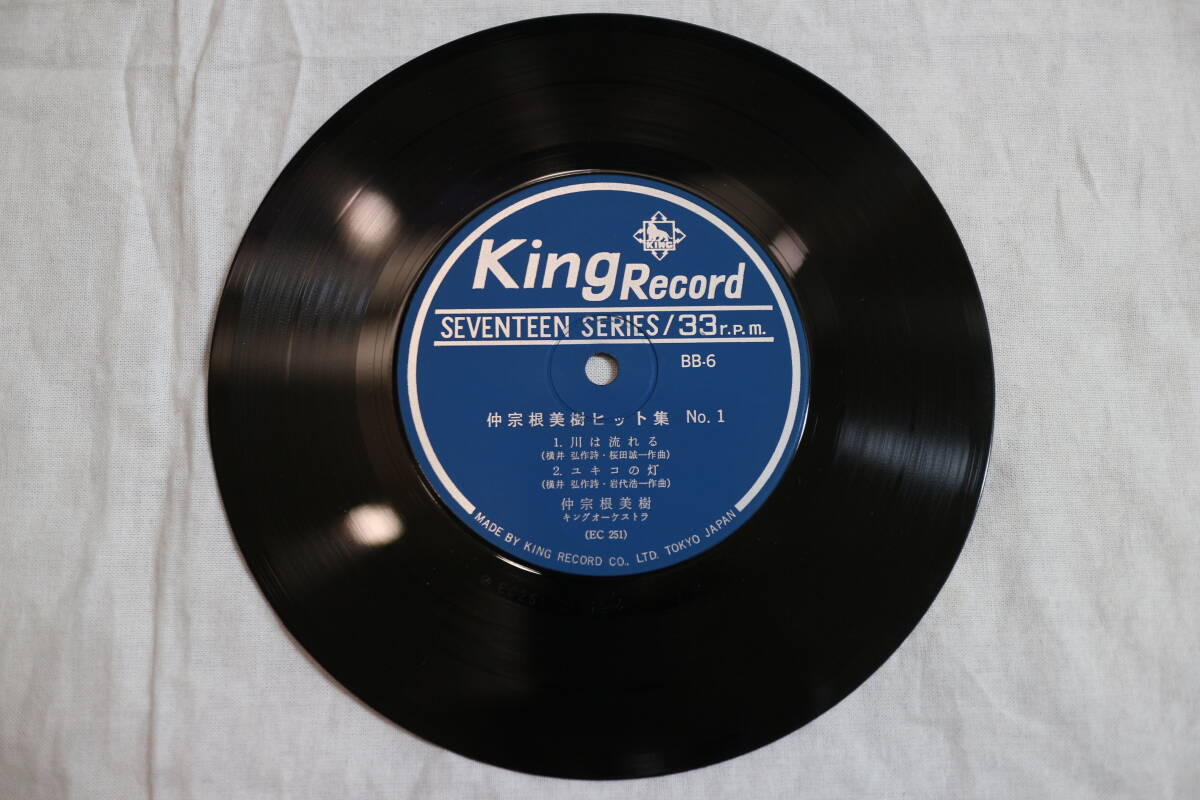 KING
King Record
SEVENTEEN SERIES/33 r.p.m.
BB-6
仲宗根美樹ヒット集 No. 1
1. 川は流れる
(横井 弘作詩・桜田誠一作曲)
2. ユキコの灯
(横井 弘作詩・岩代浩一作曲)
仲宗根美樹
キングオーケストラ
(EC 251)
MADE BY KING RECORD CO., LTD. TOKYO JAPAN